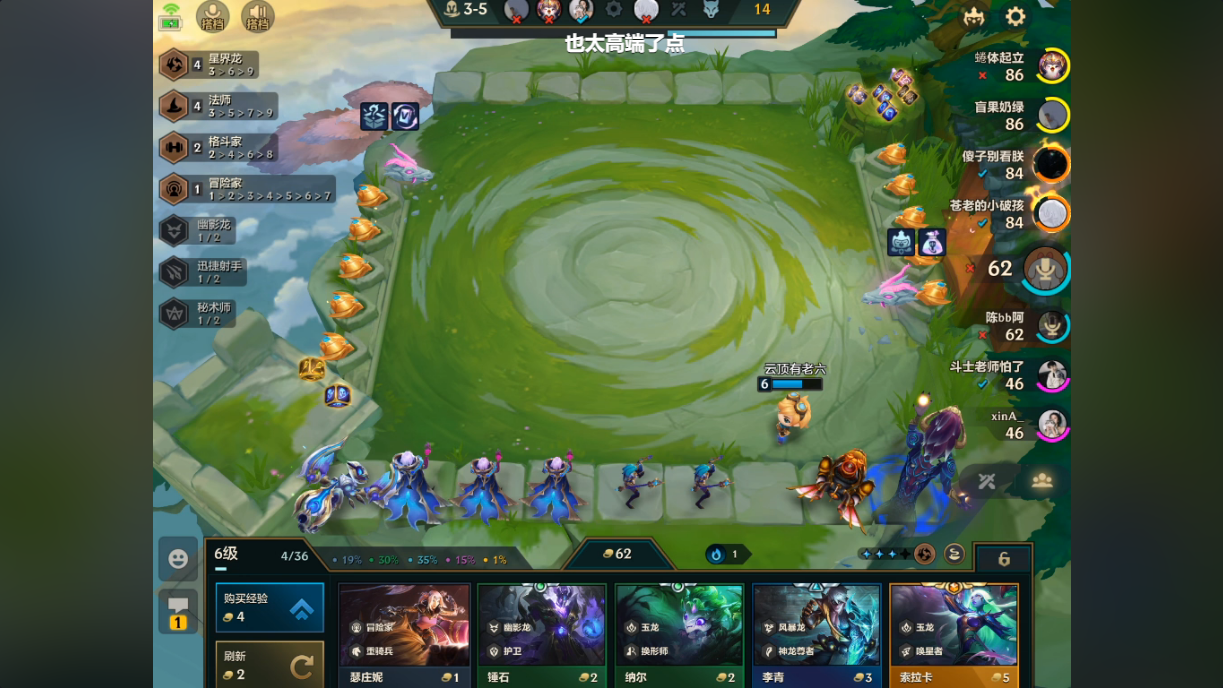 搭档
搭档
3-5
14
也太高端了点
4 星界龙
3 > 6 > 9
4 法师
3 > 5 > 7 > 9
2 格斗家
2 > 4 > 6 > 8
1 冒险家
1 > 2 > 3 > 4 > 5 > 6 > 7
幽影龙
1 / 2
迅捷射手
1 / 2
秘术师
1 / 2
蜷体起立
86
盲果奶绿
86
傻子别看朕
84
苍老的小破孩
84
62
陈bb阿
62
斗士老师怕了
46
xinA_
46
云顶有老六
6
6级
4/36
19%
30%
35%
15%
1%
62
1
1
购买经验
4
刷新
2
冒险家
重骑兵
瑟庄妮
1
幽影龙
护卫
锤石
2
玉龙
换形师
纳尔
2
风暴龙
神龙尊者
李青
3
玉龙
唤星者
索拉卡
5